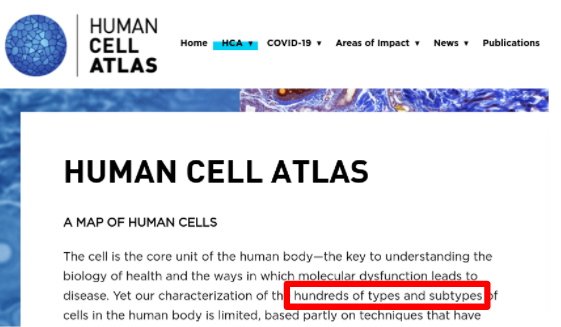 HUMAN
CELL
ATLAS
Home HCA ▾ COVID-19 ▾ Areas of Impact ▾ News ▾ Publications
HUMAN CELL ATLAS
A MAP OF HUMAN CELLS
The cell is the core unit of the human body—the key to understanding the
biology of health and the ways in which molecular dysfunction leads to
disease. Yet our characterization of the hundreds of types and subtypes of
cells in the human body is limited, based partly on techniques that have